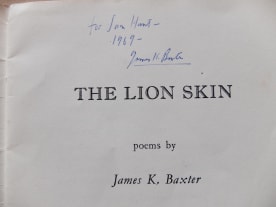 for Sam Hunt –
1969 –
James K. Baxter
THE LION SKIN
poems by
James K. Baxter